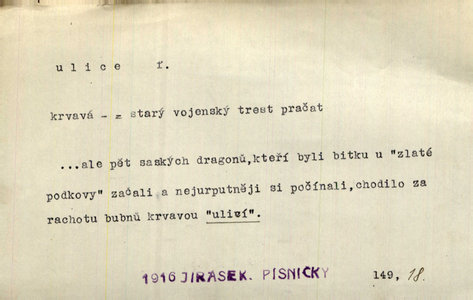 ulice ř.
krvavá - = starý vojenský trest pračat
...ale pět saských dragonů,kteří byli bitku u "zlaté
podkovy" začali a nejurputněji si počínali,chodilo za
rachotu bubnů krvavou "ulicí".
1916 JIRÁSEK. PÍSNIČKY 149, 18.